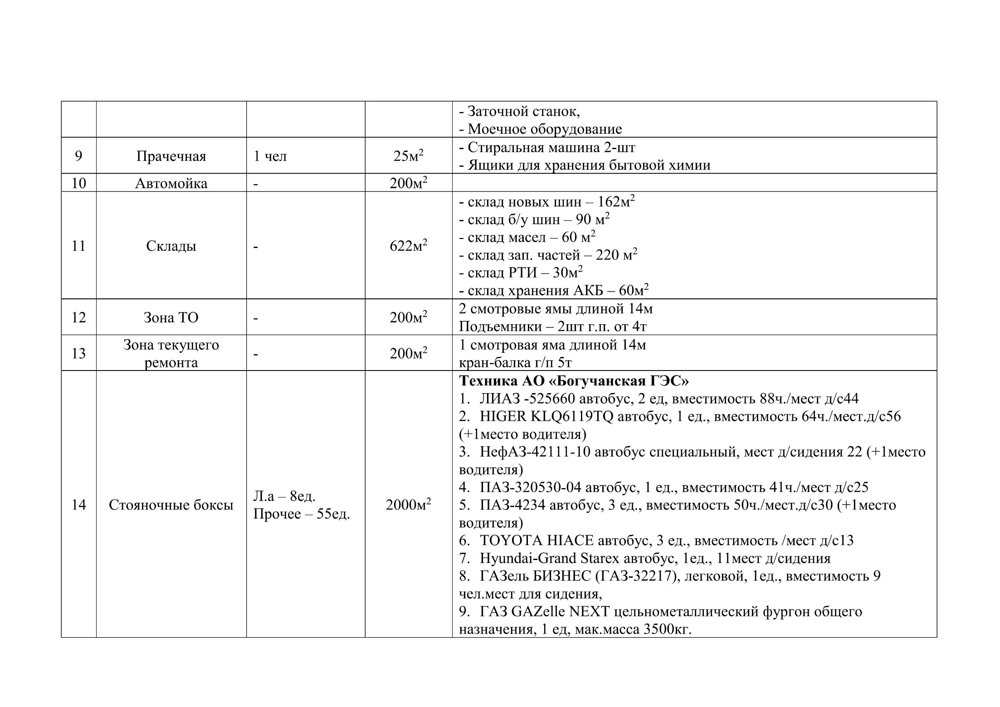 - Заточной станок,
- Моечное оборудование
9 Прачечная 1 чел 25м² - Стиральная машина 2-шт
- Ящики для хранения бытовой химии
10 Автомойка - 200м²
11 Склады - 622м² - склад новых шин – 162м²
- склад б/у шин – 90 м²
- склад масел – 60 м²
- склад зап. частей – 220 м²
- склад РТИ – 30м²
- склад хранения АКБ – 60м²
12 Зона ТО - 200м² 2 смотровые ямы длиной 14м
Подъемники – 2шт г.п. от 4т
13 Зона текущего
ремонта
- 200м² 1 смотровая яма длиной 14м
кран-балка г/п 5т
14 Стояночные боксы
Л.а – 8ед.
Прочее – 55ед.
2000м²
Техника АО «Богучанская ГЭС»
1. ЛИАЗ -525660 автобус, 2 ед, вместимость 88ч./мест д/с44
2. HIGER KLQ6119TQ автобус, 1 ед., вместимость 64ч./мест.д/с56
(+1место водителя)
3. НефАЗ-42111-10 автобус специальный, мест д/сидения 22 (+1место
водителя)
4. ПАЗ-320530-04 автобус, 1 ед., вместимость 41ч./мест д/с25
5. ПАЗ-4234 автобус, 3 ед., вместимость 50ч./мест.д/с30 (+1место
водителя)
6. TOYOTA HIACE автобус, 3 ед., вместимость /мест д/с13
7. Hyundai-Grand Starex автобус, 1ед., 11мест д/сидения
8. ГАЗель БИЗНЕС (ГАЗ-32217), легковой, 1ед., вместимость 9
чел.мест для сидения,
9. ГАЗ GAZelle NEXT цельнометаллический фургон общего
назначения, 1 ед, мак.масса 3500кг.